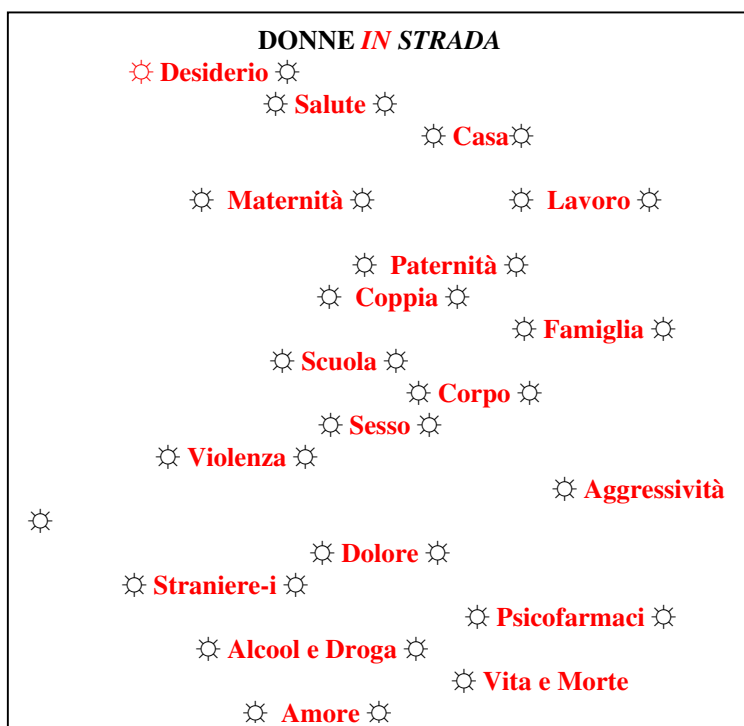 DONNE IN STRADA
☼ Desiderio ☼
☼ Salute ☼
☼ Casa☼
☼ Maternità ☼ ☼ Lavoro ☼
☼ Paternità ☼
☼ Coppia ☼
☼ Famiglia ☼
☼ Scuola ☼
☼ Corpo ☼
☼ Sesso ☼
☼ Violenza ☼
☼ Aggressività
☼
☼ Dolore ☼
☼ Straniere-i ☼
☼ Psicofarmaci ☼
☼ Alcool e Droga ☼
☼ Vita e Morte
☼ Amore ☼